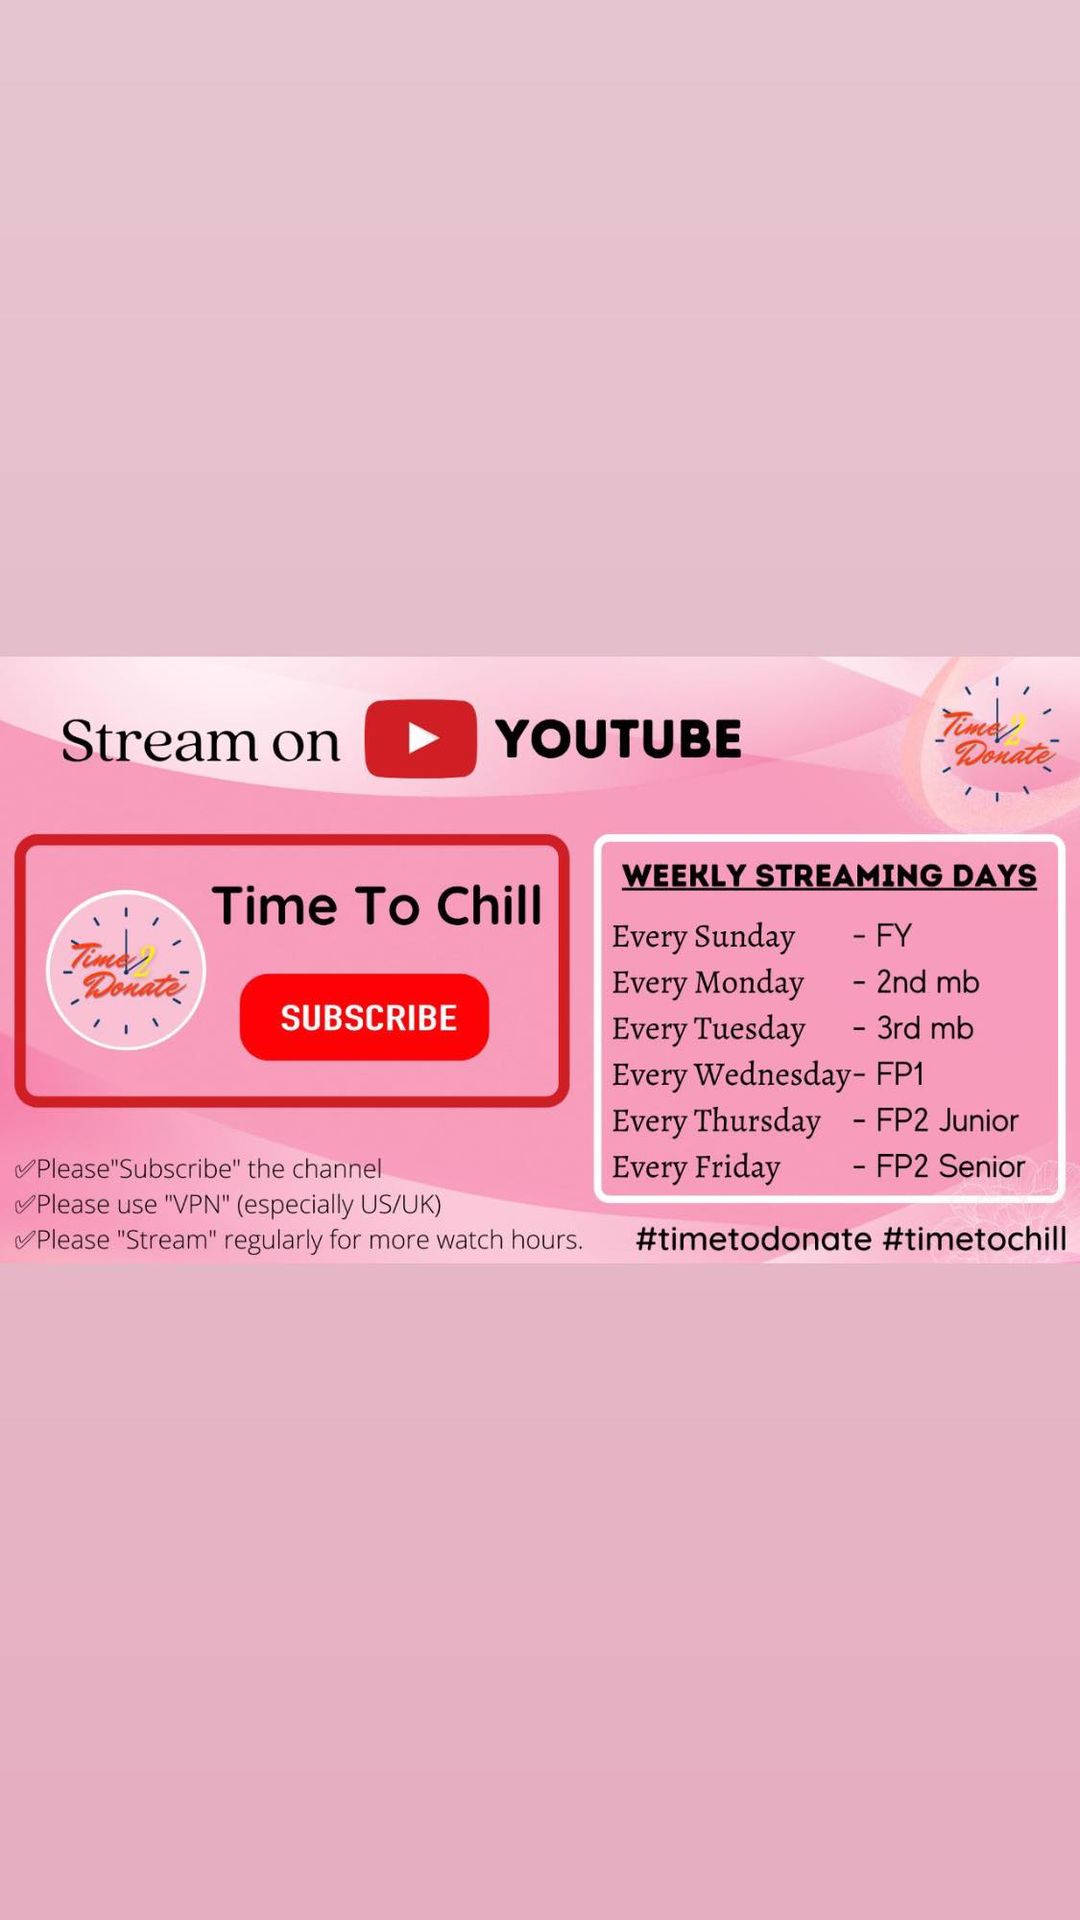 Stream on YOUTUBE
Time 2
Donate
Time To Chill
Time 2
Donate
SUBSCRIBE
✅Please"Subscribe" the channel
✅Please use "VPN" (especially US/UK)
✅Please "Stream" regularly for more watch hours.
WEEKLY STREAMING DAYS
Every Sunday - FY
Every Monday - 2nd mb
Every Tuesday - 3rd mb
Every Wednesday- FP1
Every Thursday - FP2 Junior
Every Friday - FP2 Senior
#timetodonate #timetochill